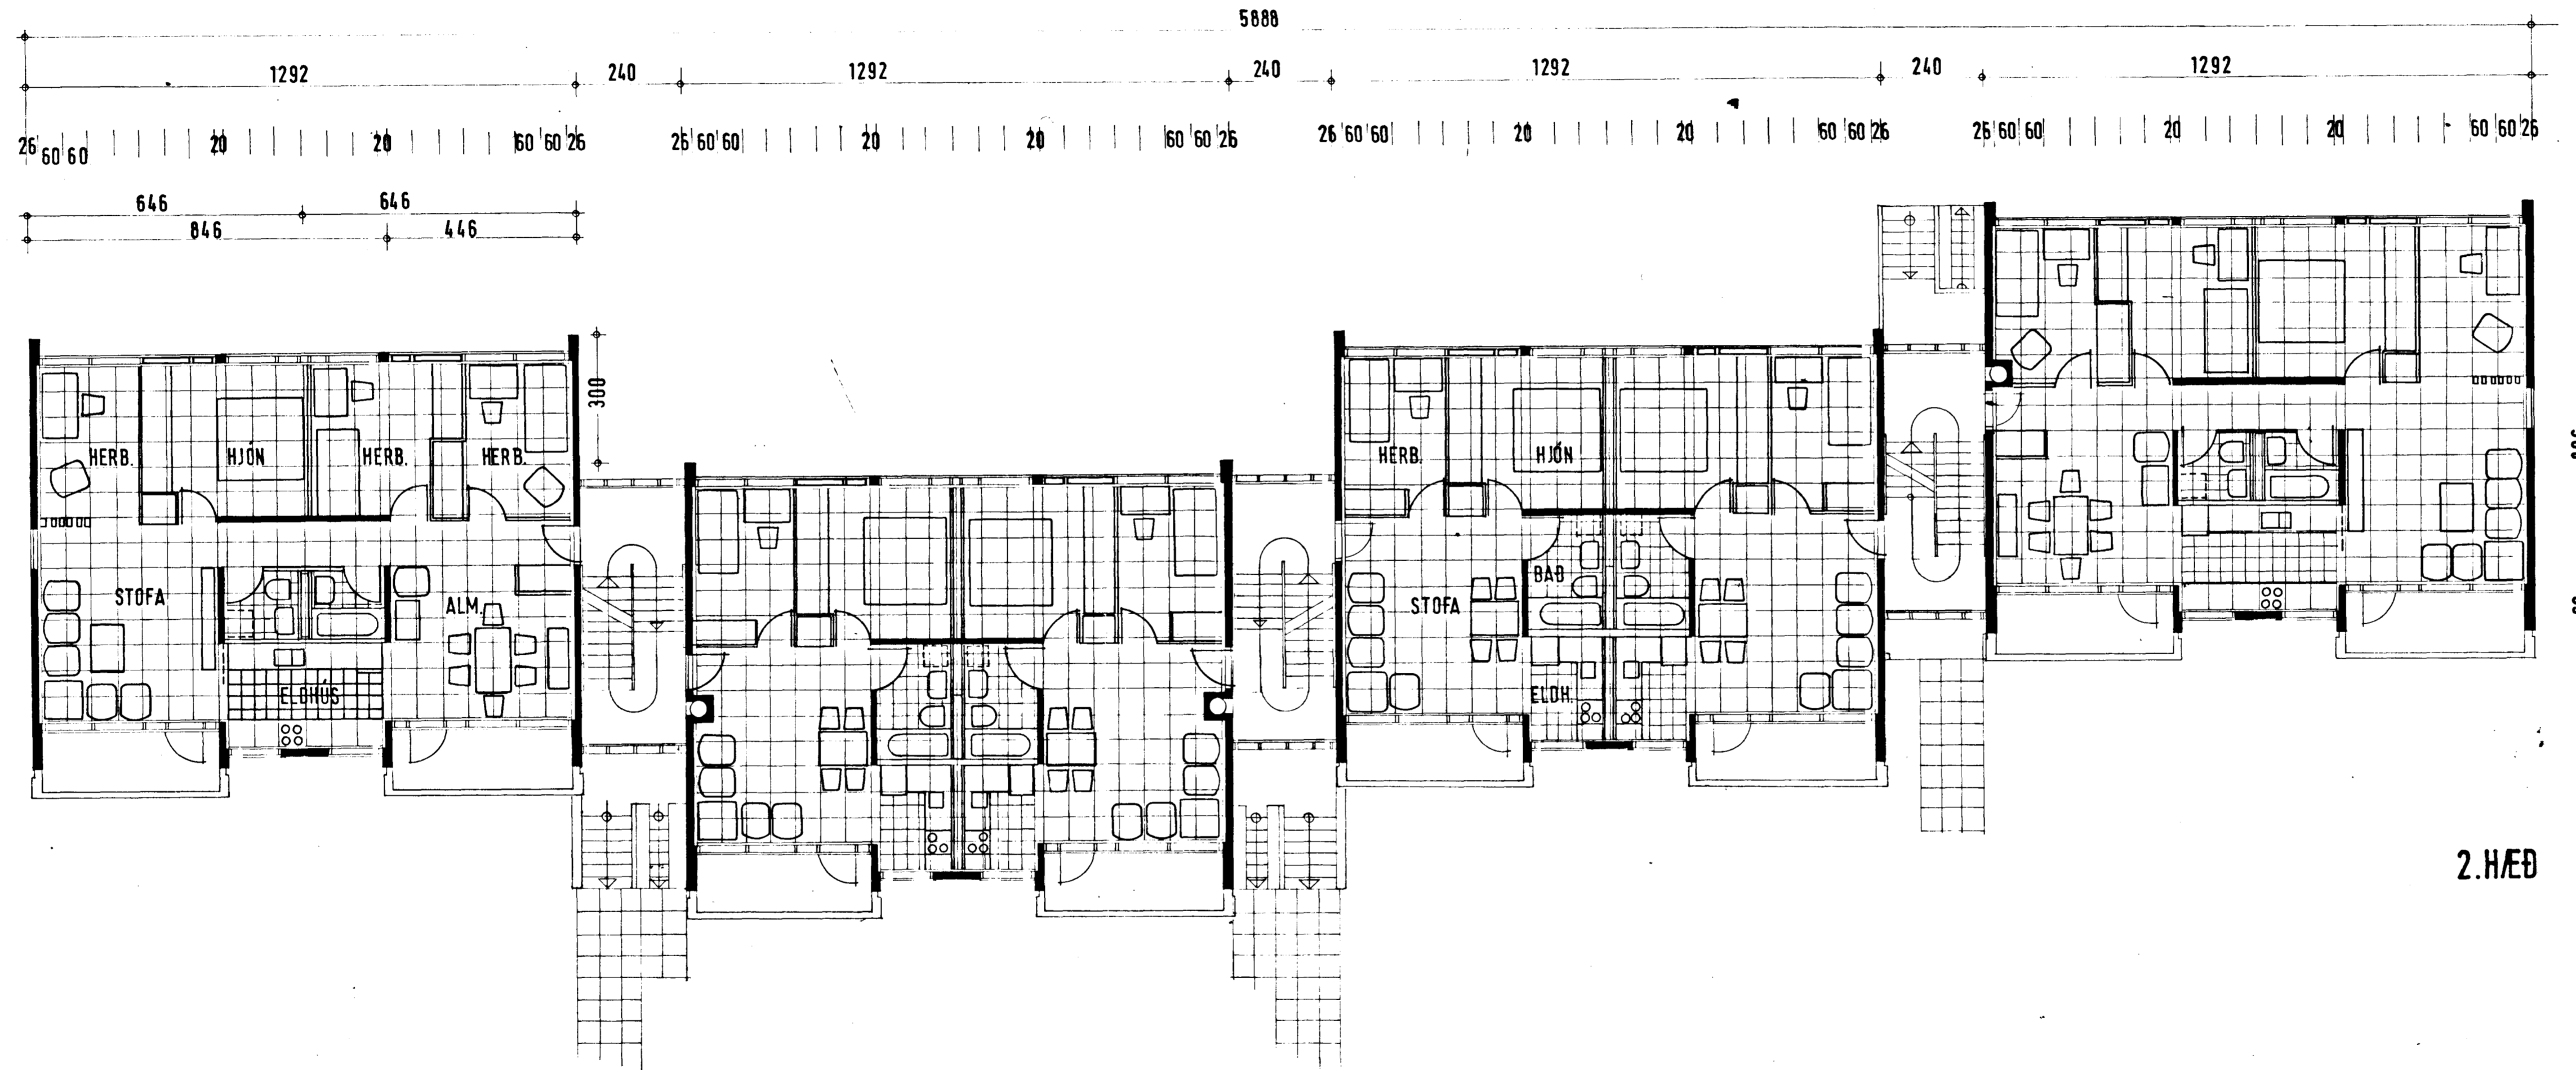 5888
1292 240 1292 240 1292 240 1292
26 60 60 20 20 60 60 26 26 60 60 20 20 60 60 26 26 60 60 20 20 60 60 26 26 60 60 20 20 60 60 26
646 646
846 446
300
HERB. HJÓN HERB. HERB.
HERB. HJÓN
STOFA ALM.
BAÐ
STOFA
ELDHÚS ELDH.
2.HÆÐ